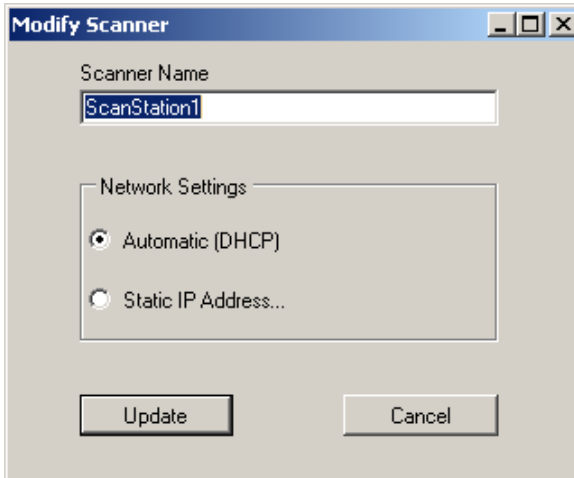 Modify Scanner
Scanner Name
ScanStation1
Network Settings
Automatic (DHCP)
Static IP Address...
Update
Cancel